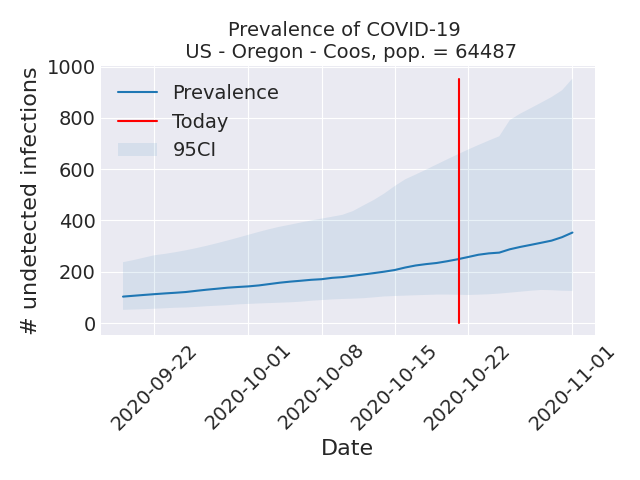 Prevalence of COVID-19
US - Oregon - Coos, pop. = 64487
# undetected infections
1000
800
600
400
200
0
Prevalence
Today
95CI
2020-09-22
2020-10-01
2020-10-08
2020-10-15
2020-10-22
2020-11-01
Date